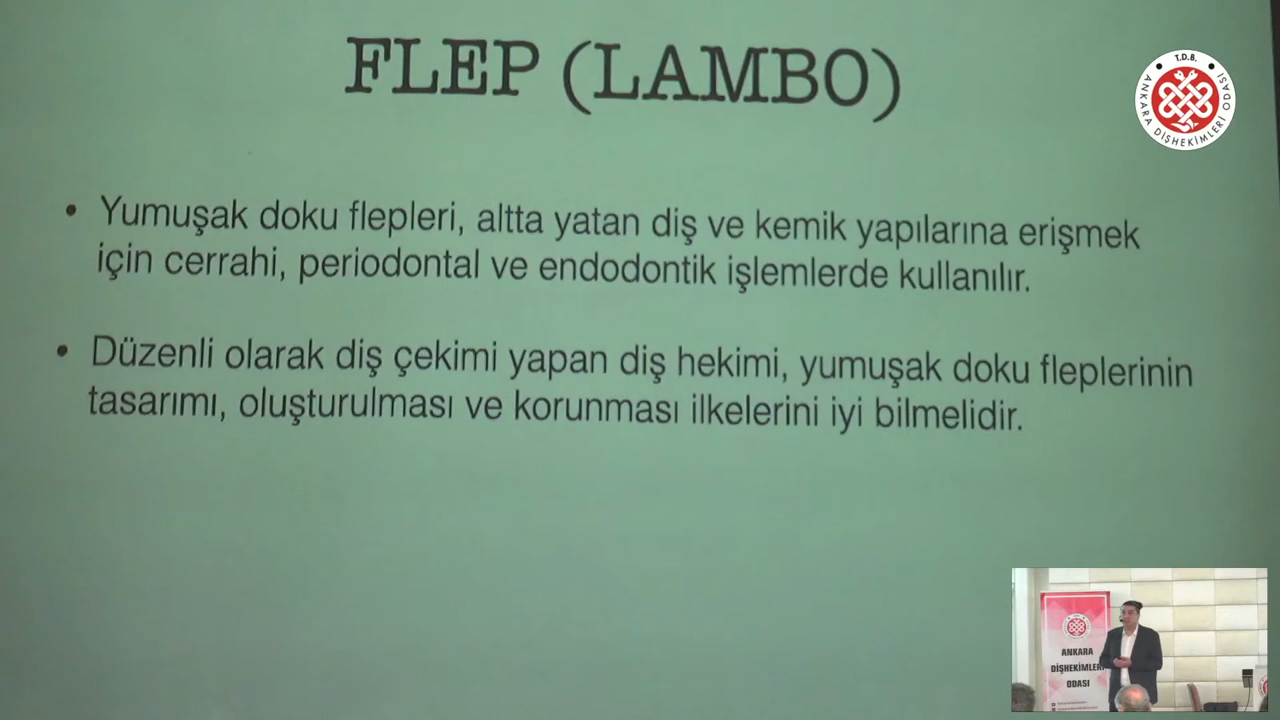 FLEP (LAMBO)
T.D.B.
ANKARA DİŞHEKİMLERİ ODASI
• Yumuşak doku flepleri, altta yatan diş ve kemik yapılarına erişmek
için cerrahi, periodontal ve endodontik işlemlerde kullanılır.
• Düzenli olarak diş çekimi yapan diş hekimi, yumuşak doku fleplerinin
tasarımı, oluşturulması ve korunması ilkelerini iyi bilmelidir.
ANKARA
DİŞHEKİMLERİ
ODASI